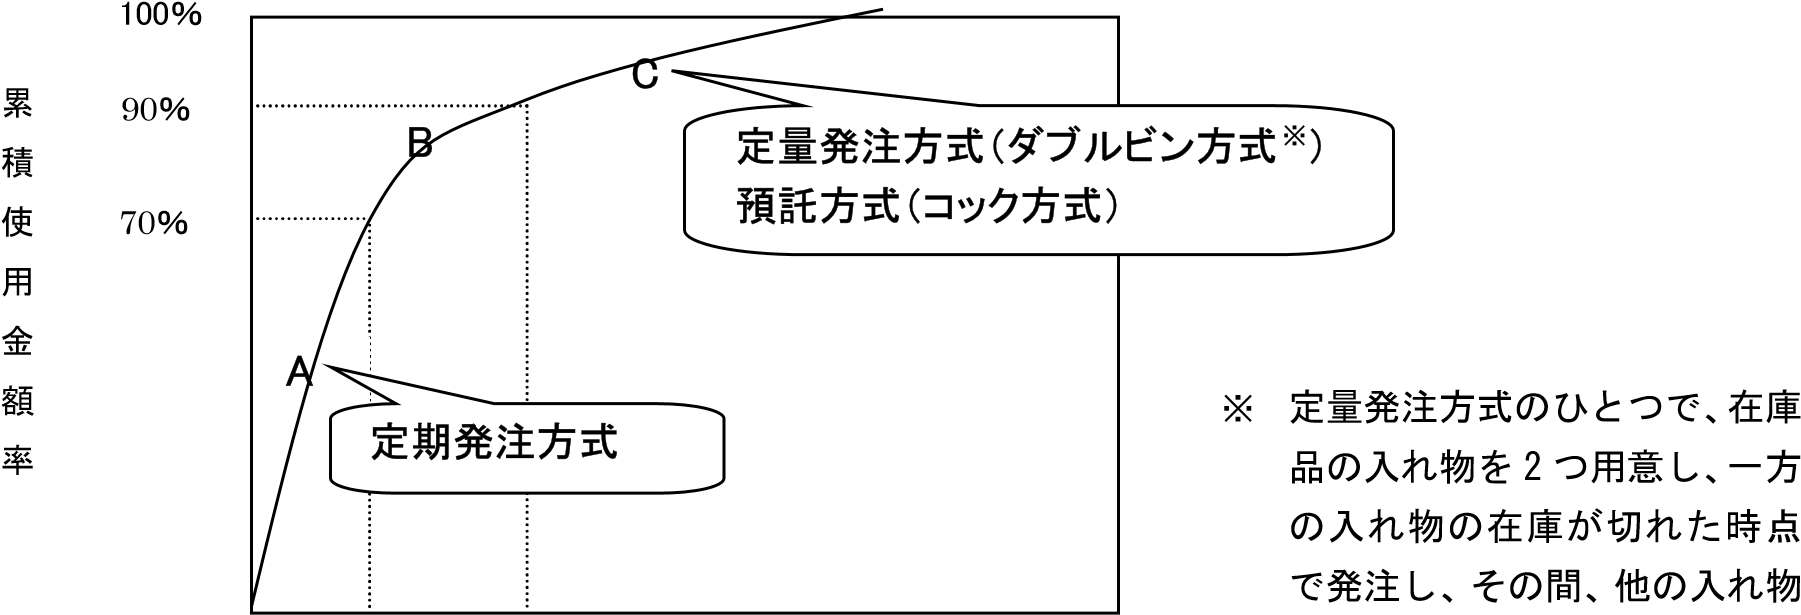 100%
90%
70%
累積使用金額率
A
B
C
定量発注方式(ダブルビン方式※)
預託方式(コック方式)
定期発注方式
※ 定量発注方式のひとつで、在庫
品の入れ物を2つ用意し、一方
の入れ物の在庫が切れた時点
で発注し、その間、他の入れ物